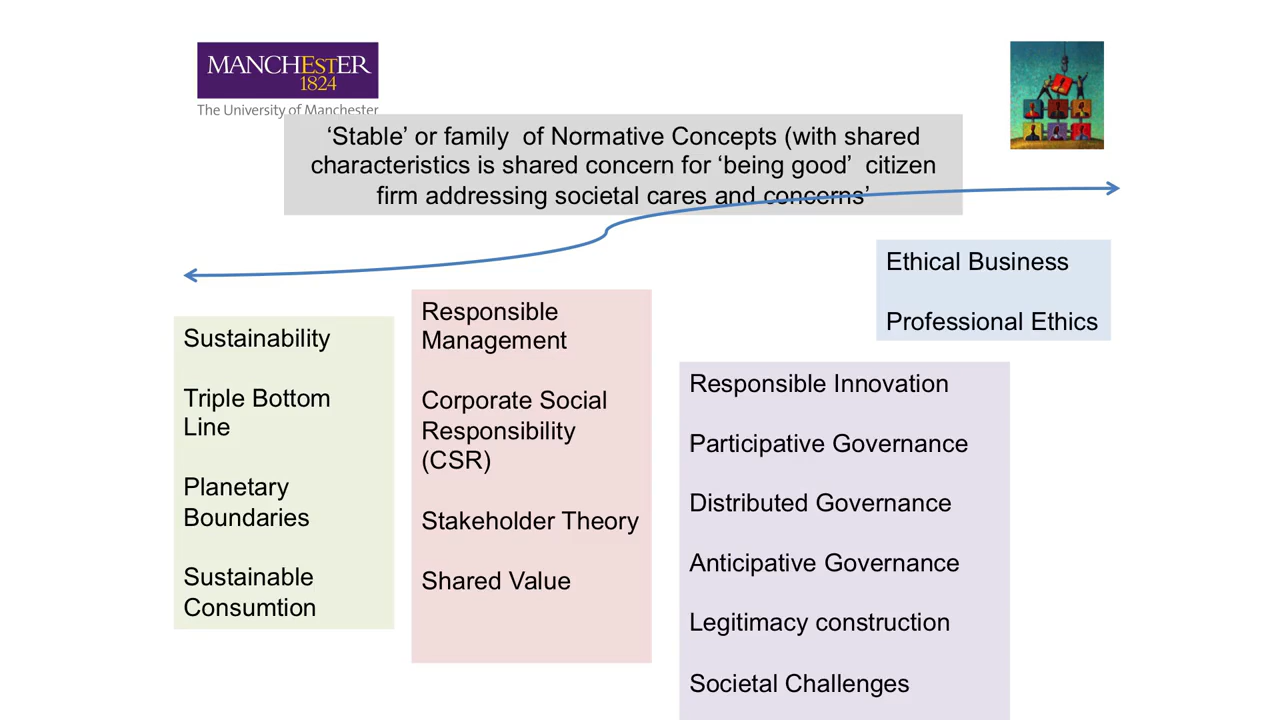 MANCHEsTER
1824
The University of Manchester
‘Stable’ or family of Normative Concepts (with shared
characteristics is shared concern for ‘being good’ citizen
firm addressing societal cares and concerns’
Ethical Business
Professional Ethics
Sustainability
Triple Bottom
Line
Planetary
Boundaries
Sustainable
Consumtion
Responsible
Management
Corporate Social
Responsibility
(CSR)
Stakeholder Theory
Shared Value
Responsible Innovation
Participative Governance
Distributed Governance
Anticipative Governance
Legitimacy construction
Societal Challenges